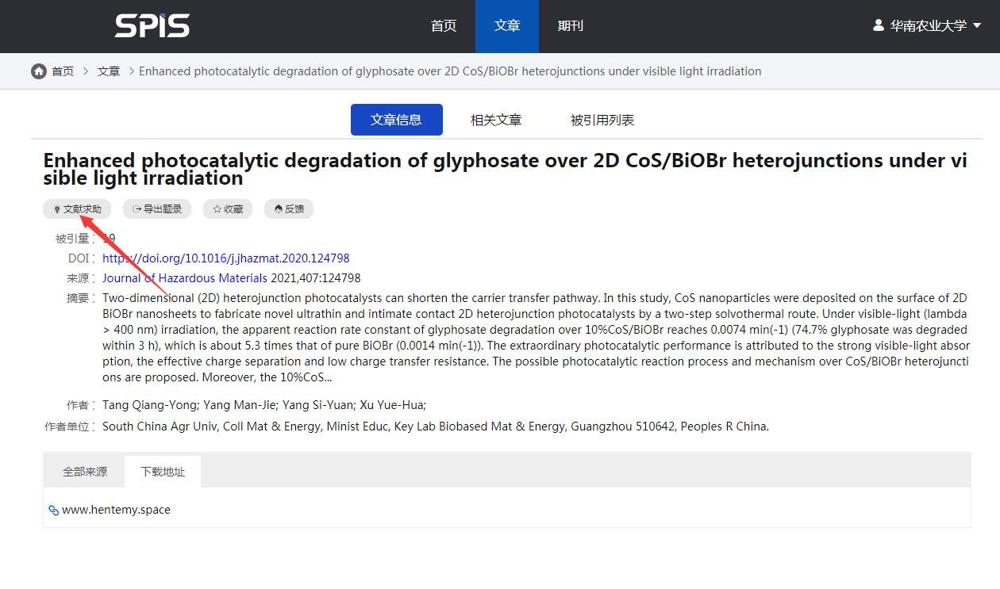 SPIS
首页 文章 期刊 华南农业大学
首页 > 文章 > Enhanced photocatalytic degradation of glyphosate over 2D CoS/BiOBr heterojunctions under visible light irradiation
文章信息 相关文章 被引用列表
Enhanced photocatalytic degradation of glyphosate over 2D CoS/BiOBr heterojunctions under vi
sible light irradiation
文献求助 导出题录 收藏 反馈
被引量： 19
DOI： https://doi.org/10.1016/j.jhazmat.2020.124798
来源： Journal of Hazardous Materials 2021,407:124798
摘要： Two-dimensional (2D) heterojunction photocatalysts can shorten the carrier transfer pathway. In this study, CoS nanoparticles were deposited on the surface of 2D
BiOBr nanosheets to fabricate novel ultrathin and intimate contact 2D heterojunction photocatalysts by a two-step solvothermal route. Under visible-light (lambda
> 400 nm) irradiation, the apparent reaction rate constant of glyphosate degradation over 10%CoS/BiOBr reaches 0.0074 min(-1) (74.7% glyphosate was degraded
within 3 h), which is about 5.3 times that of pure BiOBr (0.0014 min(-1)). The extraordinary photocatalytic performance is attributed to the strong visible-light absor
ption, the effective charge separation and low charge transfer resistance. The possible photocatalytic reaction process and mechanism over CoS/BiOBr heterojuncti
ons are proposed. Moreover, the 10%CoS...
作者： Tang Qiang-Yong; Yang Man-Jie; Yang Si-Yuan; Xu Yue-Hua;
作者单位： South China Agr Univ, Coll Mat & Energy, Minist Educ, Key Lab Biobased Mat & Energy, Guangzhou 510642, Peoples R China.
全部来源 下载地址
www.hentemy.space